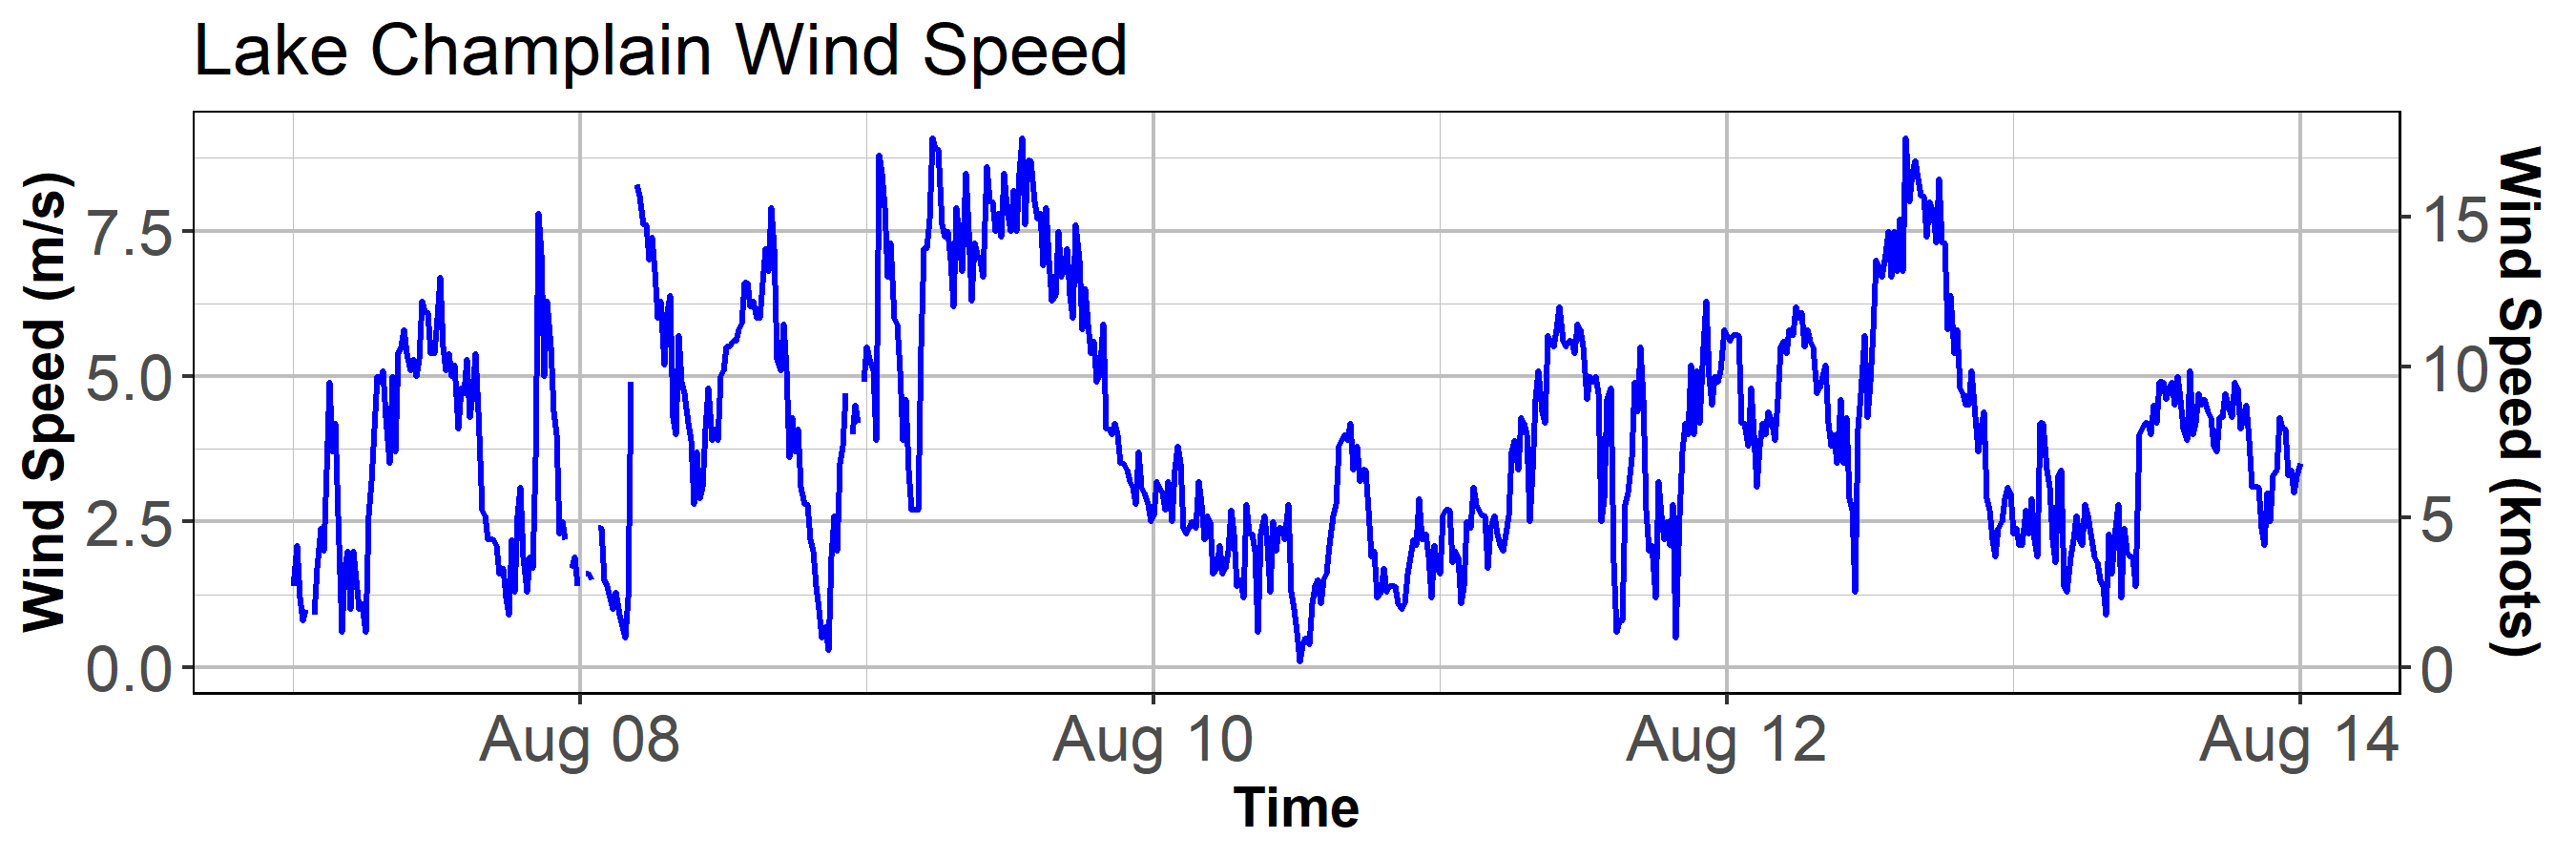 Lake Champlain Wind Speed
Wind Speed (m/s)
7.5
5.0
2.5
0.0
15
10
5
0
Wind Speed (knots)
Aug 08
Aug 10
Aug 12
Aug 14
Time